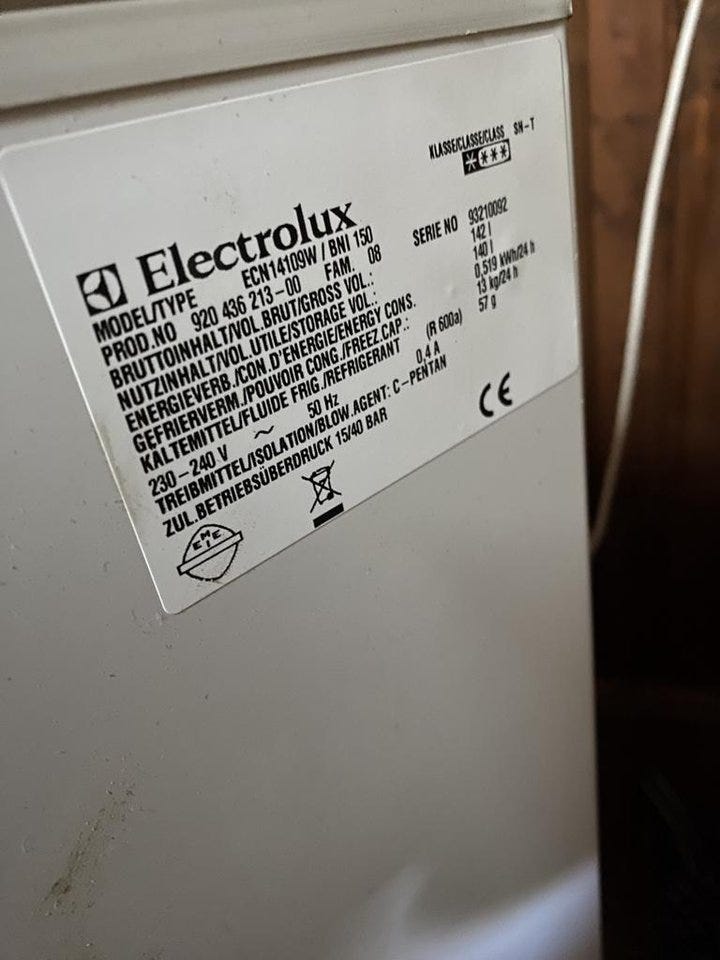 KLASSE/CLASSE/CLASS SN-T
****
Electrolux
MODEL/TYPE ECN14109W / BNI 150
PROD.NO 920 436 213-00 FAM. 08 SERIE NO 93210092
BRUTTOINHALT/VOL.BRUT/GROSS VOL.: 142 l
NUTZINHALT/VOL.UTILE/STORAGE VOL.: 140 l
ENERGIEVERB./CON.D'ENERGIE/ENERGY CONS. 0,519 kWh/24 h
GEFRIERVERM./POUVOIR CONG./FREEZ.CAP.: 13 kg/24 h
KÄLTEMITTEL/FLUIDE FRIG./REFRIGERANT (R 600a) 57 g
230-240 V ~ 50 Hz 0,4 A
TREIBMITTEL/ISOLATION/BLOW.AGENT: C-PENTAN
ZUL.BETRIEBSÜBERDRUCK 15/40 BAR
CE